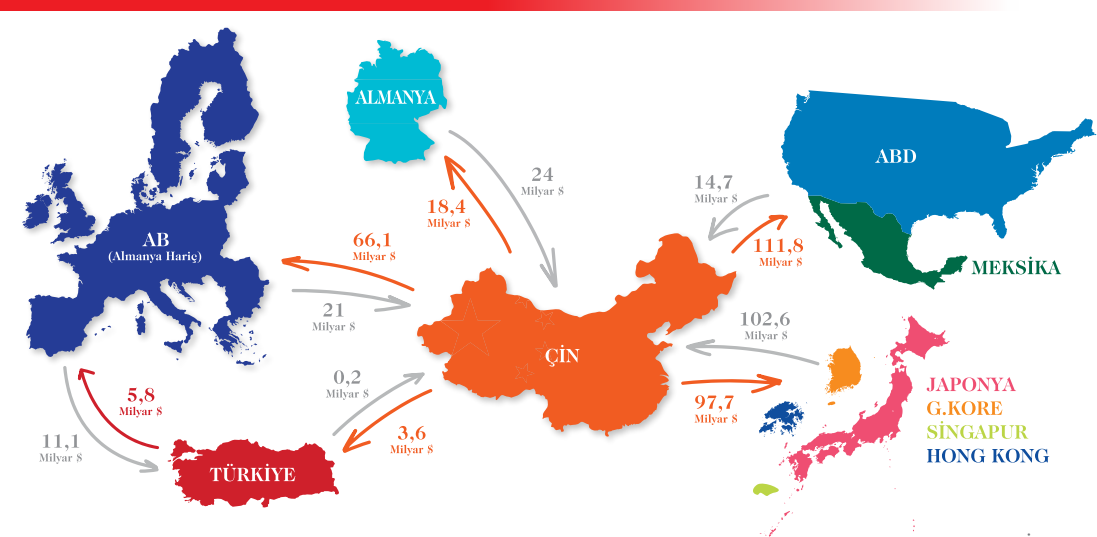 ALMANYA
ABD
AB
(Almanya Hariç)
24
Milyar $
14,7
Milyar $
18,4
Milyar $
66,1
Milyar $
111,8
Milyar $
MEKSİKA
21
Milyar $
102,6
Milyar $
ÇİN
0,2
Milyar $
97,7
Milyar $
JAPONYA
G.KORE
SİNGAPUR
HONG KONG
5,8
Milyar $
11,1
Milyar $
3,6
Milyar $
TÜRKİYE